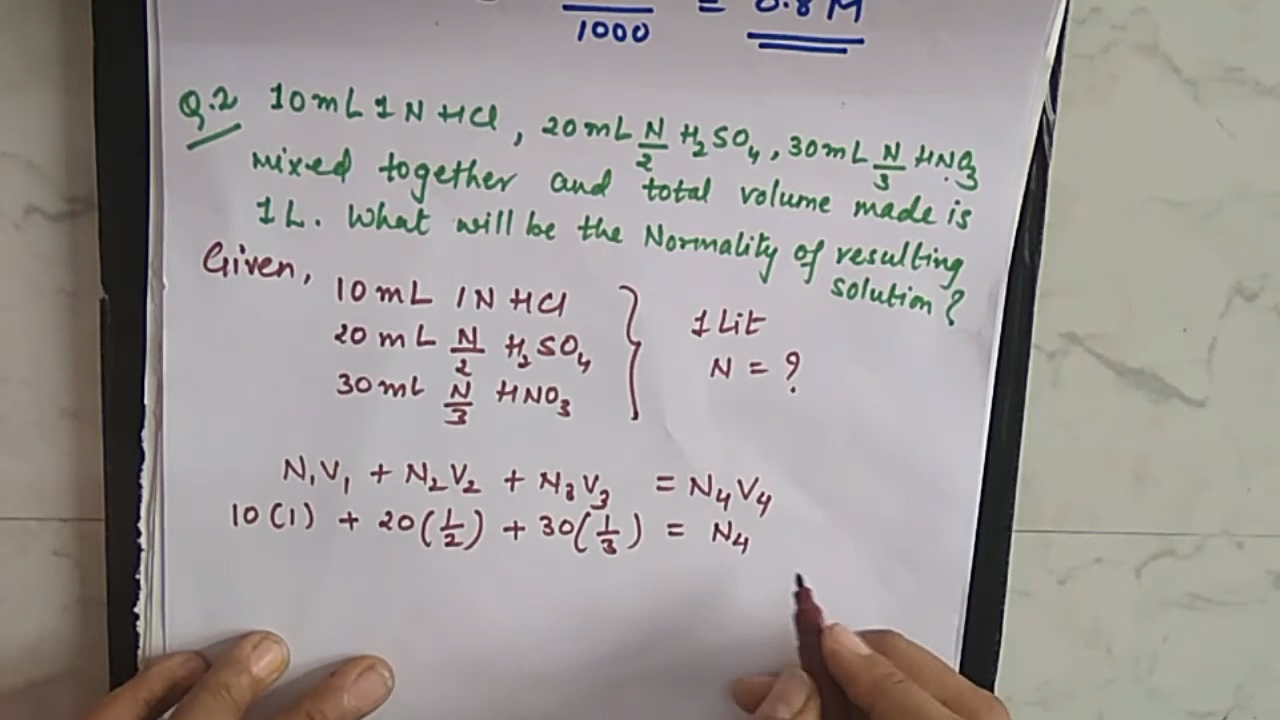 1000 = 0.8M
Q.2 10mL 1N HCl, 20mL N/2 H₂SO₄, 30mL N/3 HNO₃
mixed together and total volume made is
1L. What will be the Normality of resulting
solution?
Given,
10mL 1N HCl
20mL N/2 H₂SO₄
30mL N/3 HNO₃
1 Lit
N = ?
N₁V₁ + N₂V₂ + N₃V₃ = N₄V₄
10(1) + 20(1/2) + 30(1/3) = N₄